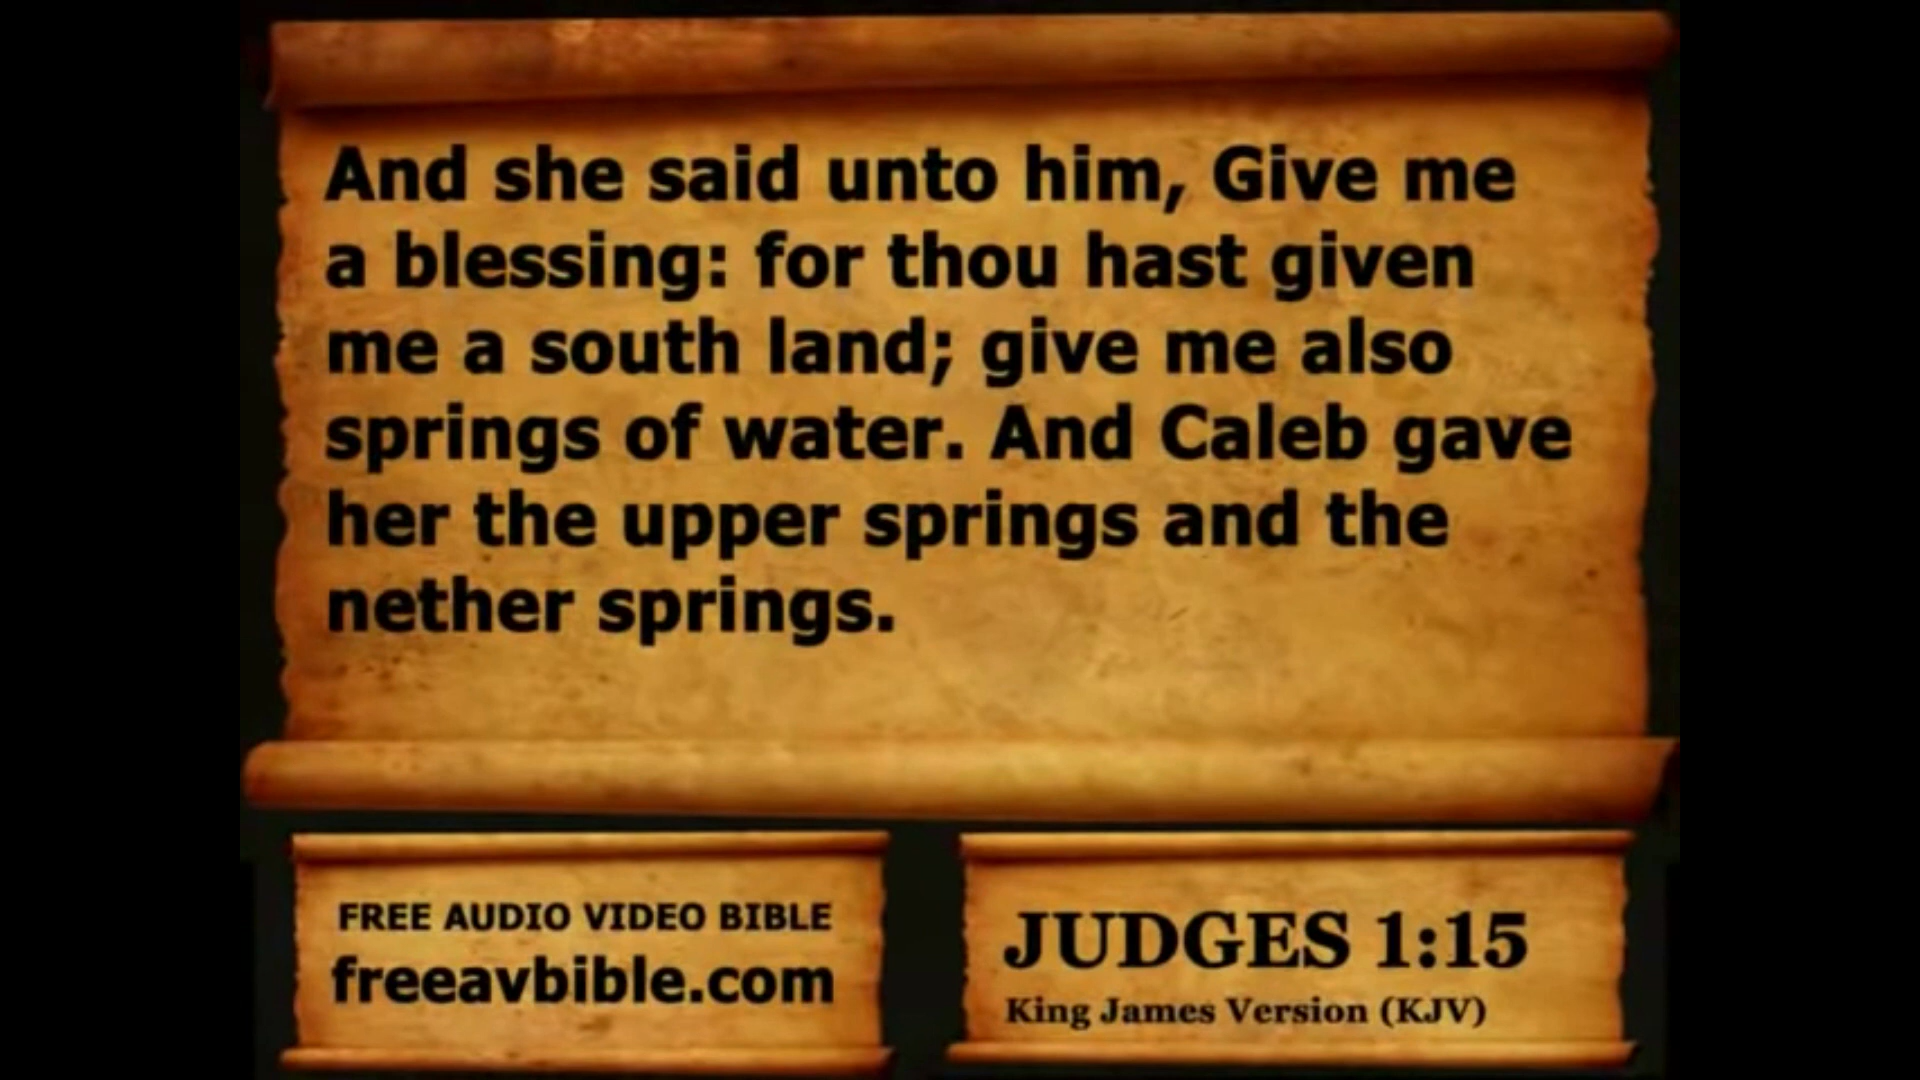 And she said unto him, Give me
a blessing: for thou hast given
me a south land; give me also
springs of water. And Caleb gave
her the upper springs and the
nether springs.
FREE AUDIO VIDEO BIBLE
freeavbible.com
JUDGES 1:15
King James Version (KJV)